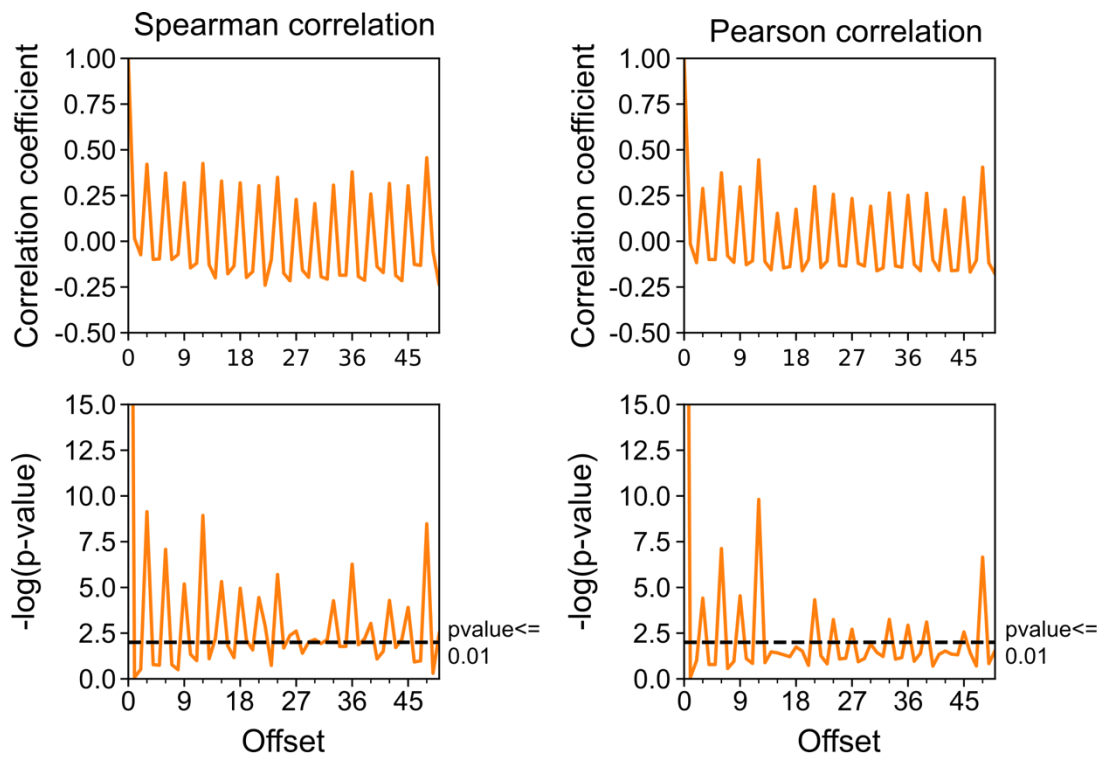 Spearman correlation
Correlation coefficient
1.00
0.75
0.50
0.25
0.00
-0.25
-0.50
0 9 18 27 36 45
Pearson correlation
Correlation coefficient
1.00
0.75
0.50
0.25
0.00
-0.25
-0.50
0 9 18 27 36 45
-log(p-value)
15.0
12.5
10.0
7.5
5.0
2.5
0.0
pvalue<=
0.01
0 9 18 27 36 45
Offset
-log(p-value)
15.0
12.5
10.0
7.5
5.0
2.5
0.0
pvalue<=
0.01
0 9 18 27 36 45
Offset